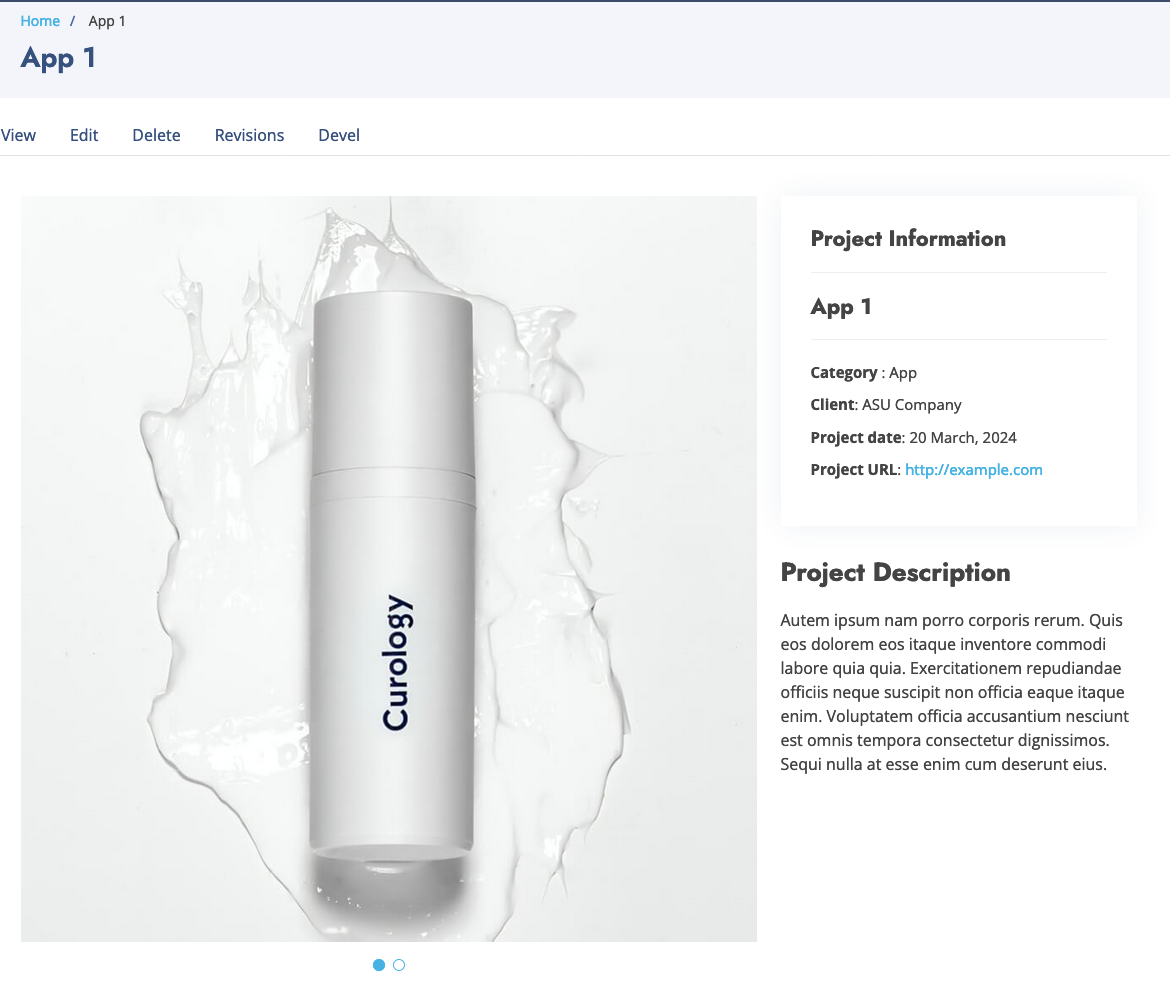 Home / App 1
App 1
View Edit Delete Revisions Devel
Curology
Project Information
App 1
Category : App
Client: ASU Company
Project date: 20 March, 2024
Project URL: http://example.com
Project Description
Autem ipsum nam porro corporis rerum. Quis
eos dolorem eos itaque inventore commodi
labore quia quia. Exercitationem repudiandae
officiis neque suscipit non officia eaque itaque
enim. Voluptatem officia accusantium nesciunt
est omnis tempora consectetur dignissimos.
Sequi nulla at esse enim cum deserunt eius.